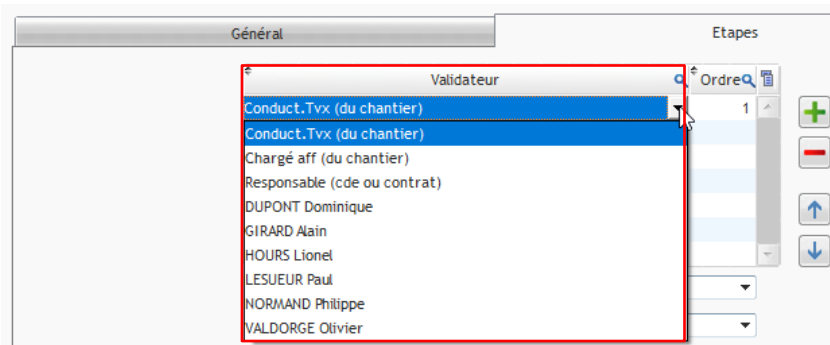 Général
Etapes
Validateur
Ordre
Conduct.Tvx (du chantier)
1
Conduct.Tvx (du chantier)
Chargé aff (du chantier)
Responsable (cde ou contrat)
DUPONT Dominique
GIRARD Alain
HOURS Lionel
LESUEUR Paul
NORMAND Philippe
VALDORGE Olivier